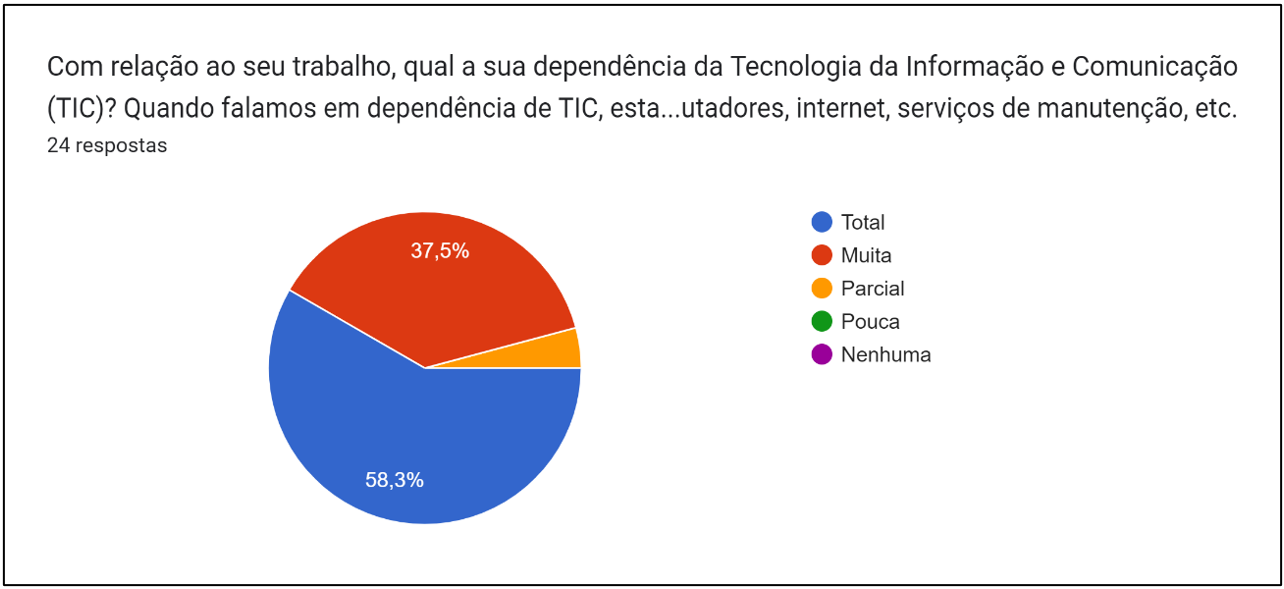 Com relação ao seu trabalho, qual a sua dependência da Tecnologia da Informação e Comunicação
(TIC)? Quando falamos em dependência de TIC, esta...utadores, internet, serviços de manutenção, etc.
24 respostas
37,5%
58,3%
Total
Muita
Parcial
Pouca
Nenhuma